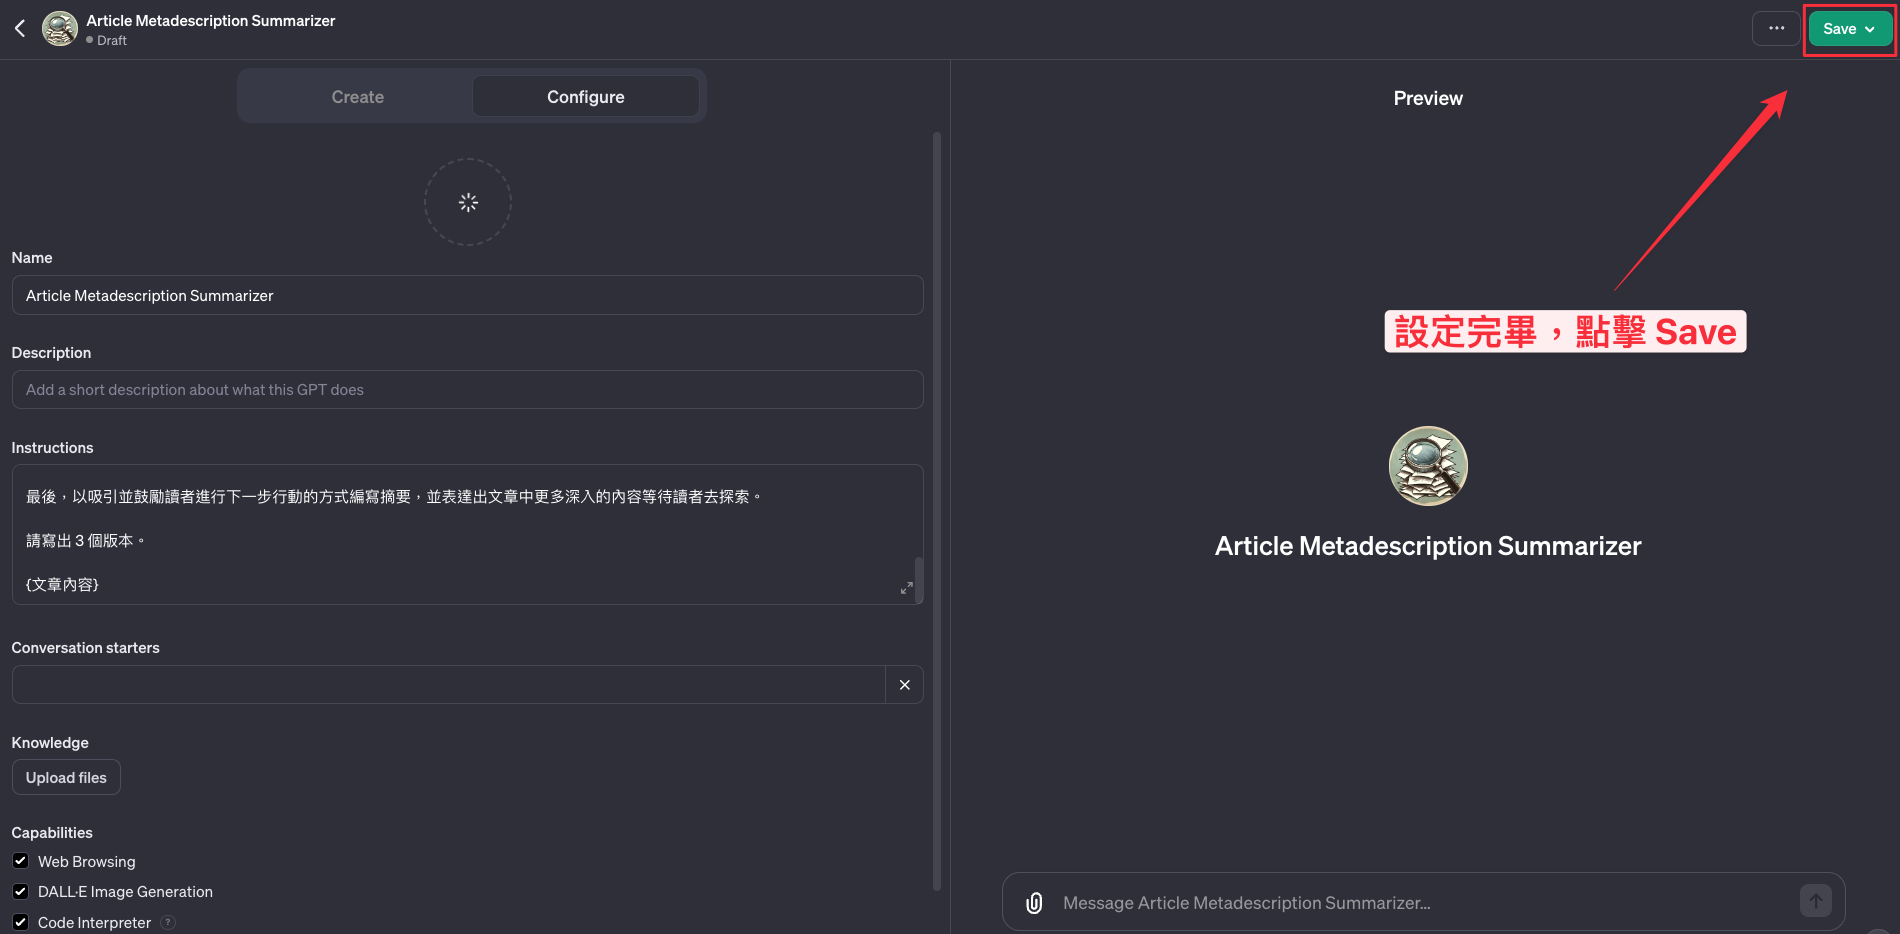 Article Metadescription Summarizer
Draft
Save
Create
Configure
Preview
Name
Article Metadescription Summarizer
設定完畢，點擊 Save
Description
Add a short description about what this GPT does
Instructions
最後，以吸引並鼓勵讀者進行下一步行動的方式編寫摘要，並表達出文章中更多深入的內容等待讀者去探索。
請寫出 3 個版本。
{文章內容}
Article Metadescription Summarizer
Conversation starters
Knowledge
Upload files
Capabilities
Web Browsing
DALL·E Image Generation
Code Interpreter ?
Message Article Metadescription Summarizer...